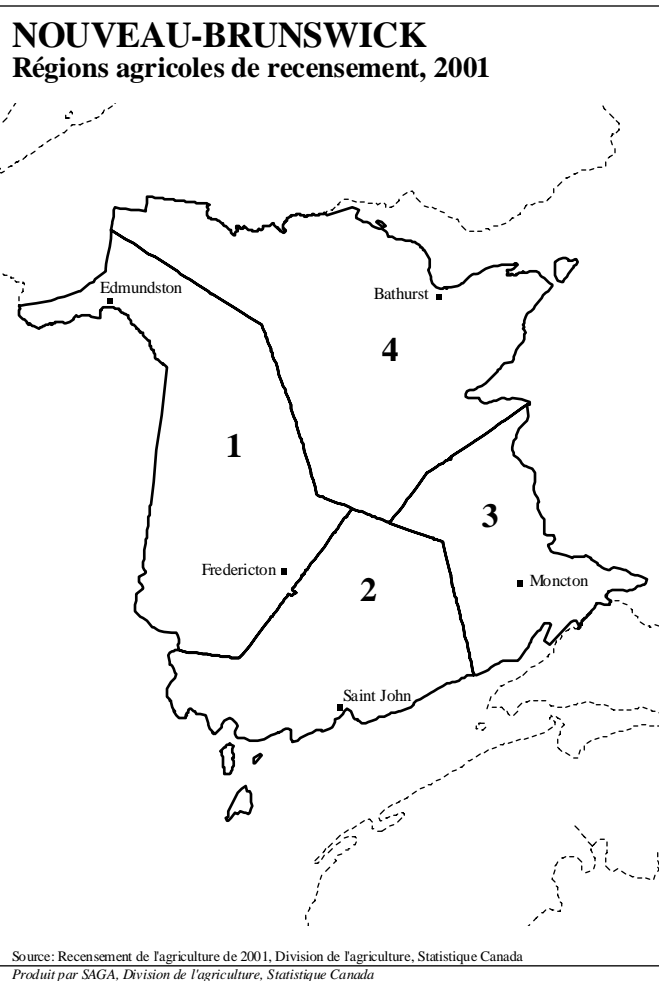 NOUVEAU-BRUNSWICK
Régions agricoles de recensement, 2001
Edmundston
Bathurst
4
1
3
Fredericton
2
Moncton
Saint John
Source: Recensement de l'agriculture de 2001, Division de l'agriculture, Statistique Canada
Produit par SAGA, Division de l'agriculture, Statistique Canada